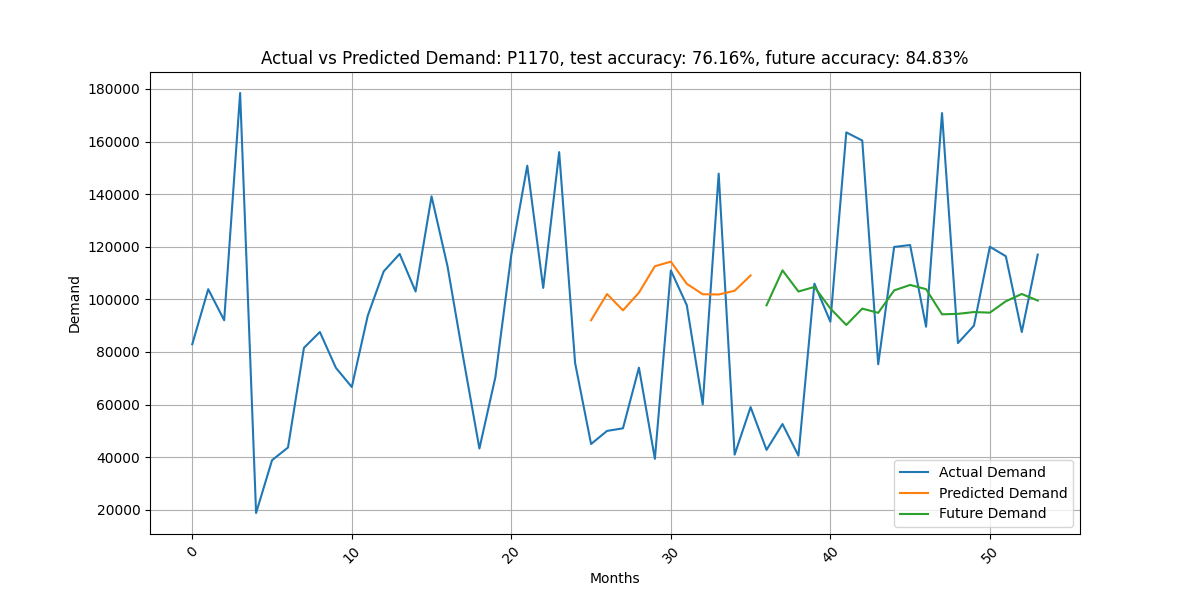 Actual vs Predicted Demand: P1170, test accuracy: 76.16%, future accuracy: 84.83%
180000
160000
140000
120000
100000
80000
60000
40000
20000
Demand
0
10
20
30
40
50
Months
Actual Demand
Predicted Demand
Future Demand